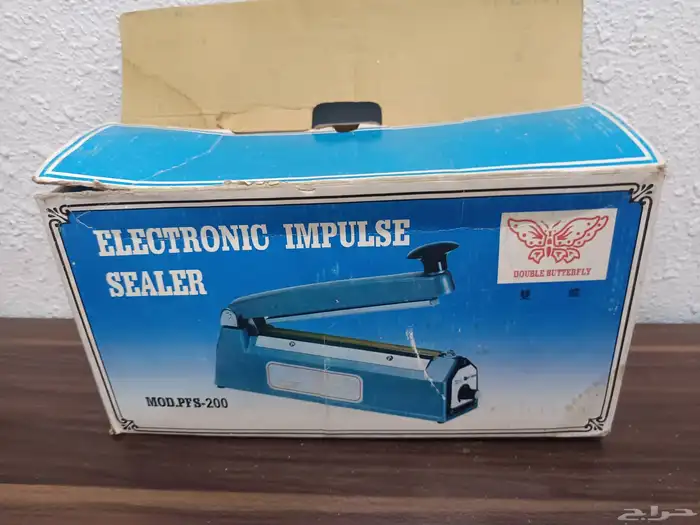 ELECTRONIC IMPULSE
SEALER
DOUBLE BUTTERFLY
MOD.PFS-200
حراج